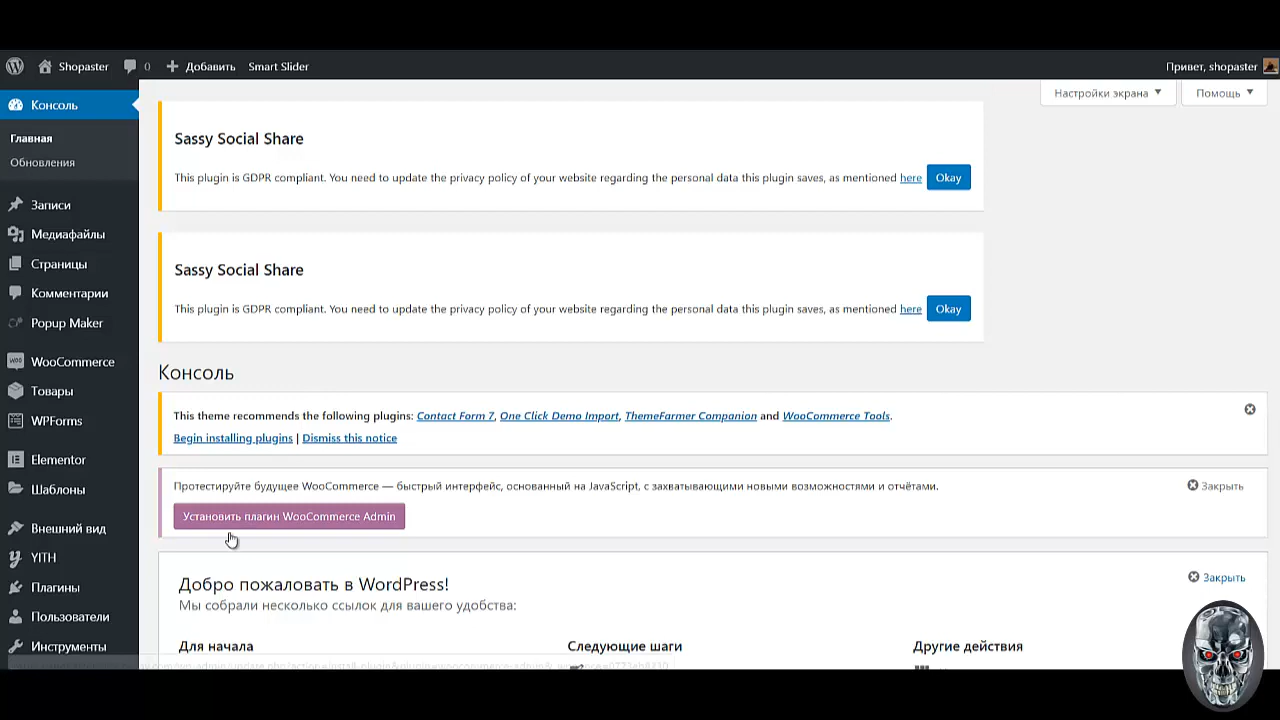 Shopaster 0 Добавить Smart Slider Привет, shopaster
Настройки экрана Помощь
Консоль
Главная
Обновления
Записи
Медиафайлы
Страницы
Комментарии
Popup Maker
WooCommerce
Товары
WPForms
Elementor
Шаблоны
Внешний вид
YITH
Плагины
Пользователи
Инструменты
Sassy Social Share
This plugin is GDPR compliant. You need to update the privacy policy of your website regarding the personal data this plugin saves, as mentioned here Okay
Sassy Social Share
This plugin is GDPR compliant. You need to update the privacy policy of your website regarding the personal data this plugin saves, as mentioned here Okay
Консоль
This theme recommends the following plugins: Contact Form 7, One Click Demo Import, ThemeFarmer Companion and WooCommerce Tools.
Begin installing plugins | Dismiss this notice
Протестируйте будущее WooCommerce — быстрый интерфейс, основанный на JavaScript, с захватывающими новыми возможностями и отчётами. Закрыть
Установить плагин WooCommerce Admin
Добро пожаловать в WordPress! Закрыть
Мы собрали несколько ссылок для вашего удобства:
Для начала Следующие шаги Другие действия